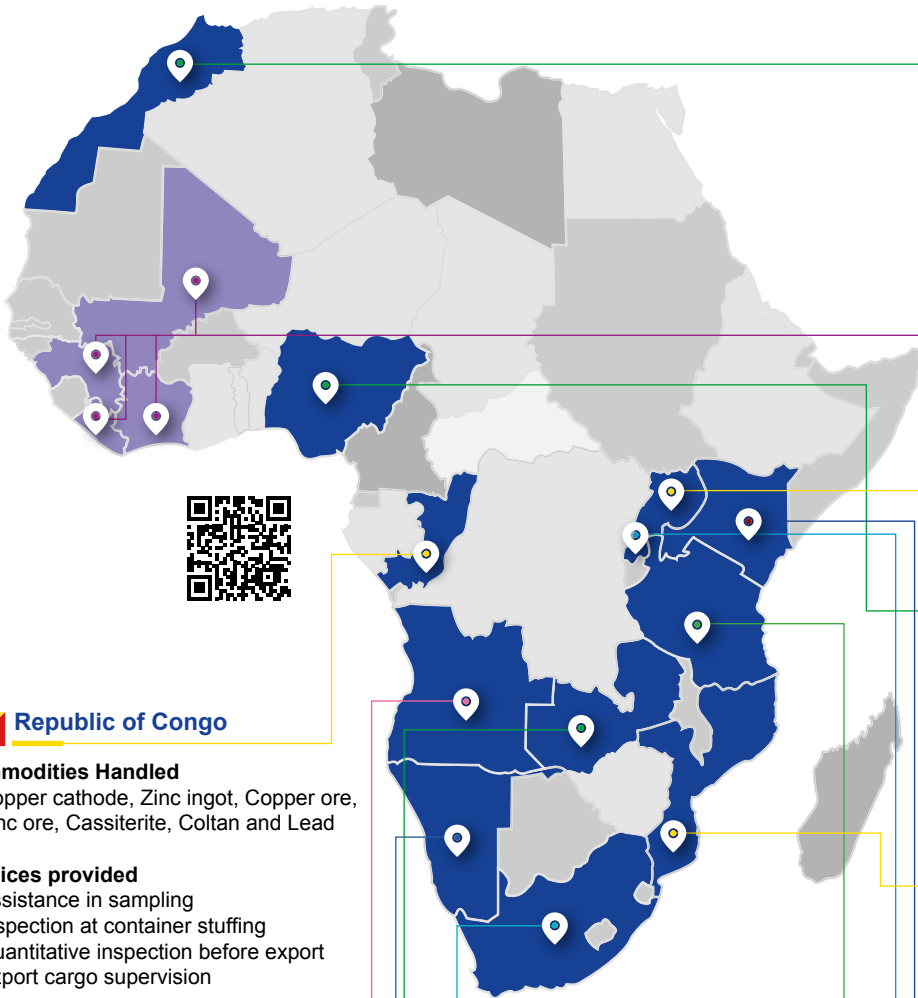 Republic of Congo
modities Handled
opper cathode, Zinc ingot, Copper ore,
nc ore, Cassiterite, Coltan and Lead
ices provided
ssistance in sampling
spection at container stuffing
uantitative inspection before export
xport cargo supervision